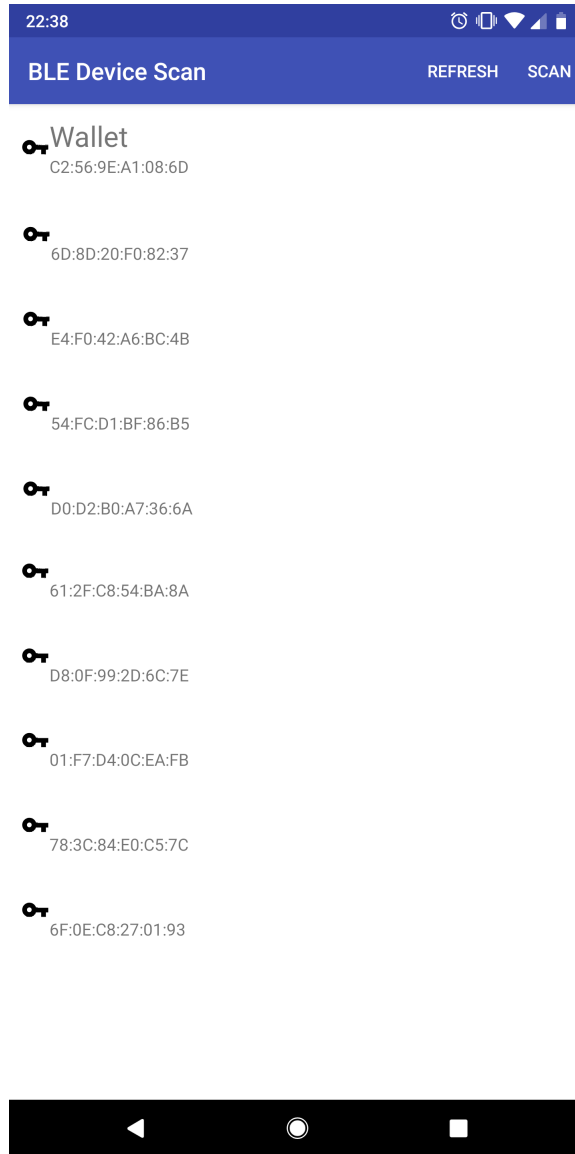 22:38
BLE Device Scan REFRESH SCAN
Wallet
C2:56:9E:A1:08:6D
6D:8D:20:F0:82:37
E4:F0:42:A6:BC:4B
54:FC:D1:BF:86:B5
D0:D2:B0:A7:36:6A
61:2F:C8:54:BA:8A
D8:0F:99:2D:6C:7E
01:F7:D4:0C:EA:FB
78:3C:84:E0:C5:7C
6F:0E:C8:27:01:93